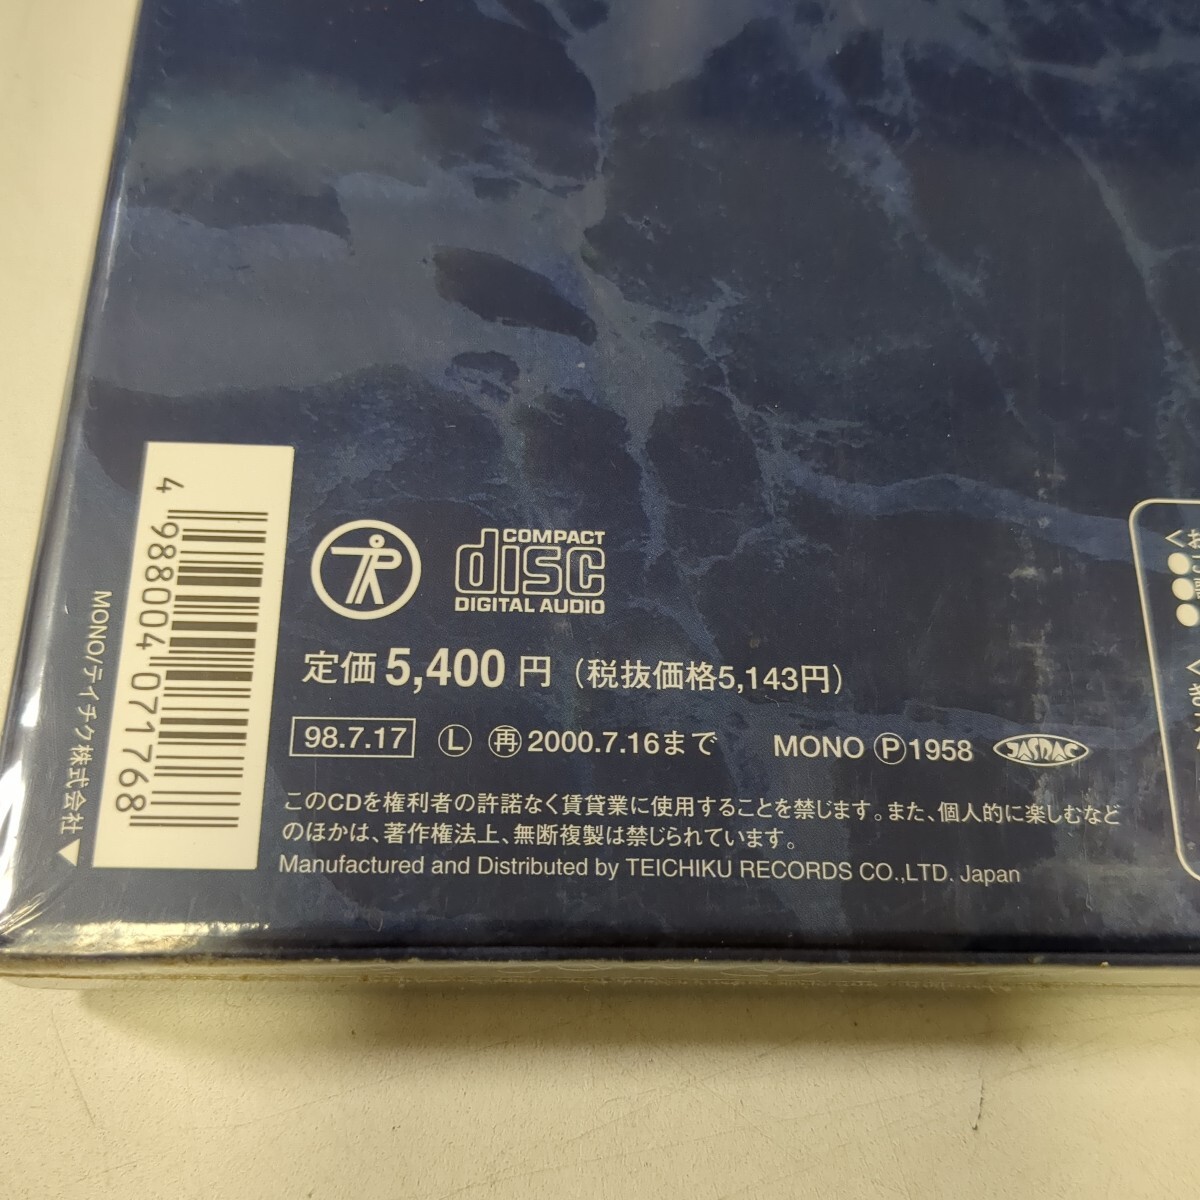 4 988004 071768
MONO/テイチク株式会社 ▼
COMPACT
disc
DIGITAL AUDIO
定価 5,400 円 (税抜価格5,143円)
98.7.17 Ⓛ ㊢2000.7.16まで MONO Ⓟ1958 JASRAC
このCDを権利者の許諾なく賃貸業に使用することを禁じます。また、個人的に楽しむなど
のほかは、著作権法上、無断複製は禁じられています。
Manufactured and Distributed by TEICHIKU RECORDS CO.,LTD. Japan